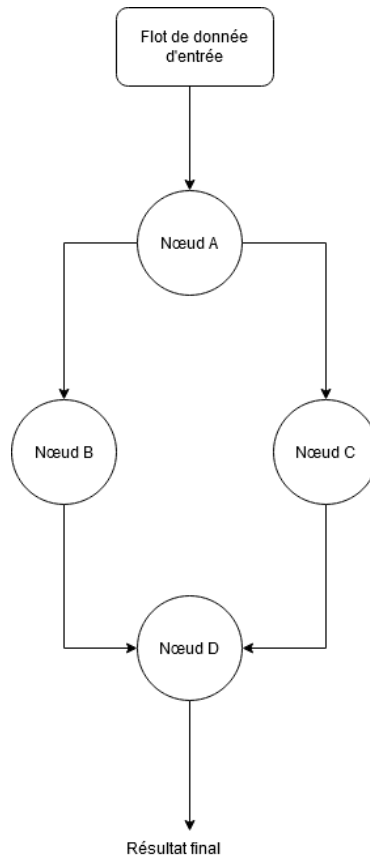 Flot de donnée
d'entrée
Nœud A
Nœud B
Nœud C
Nœud D
Résultat final